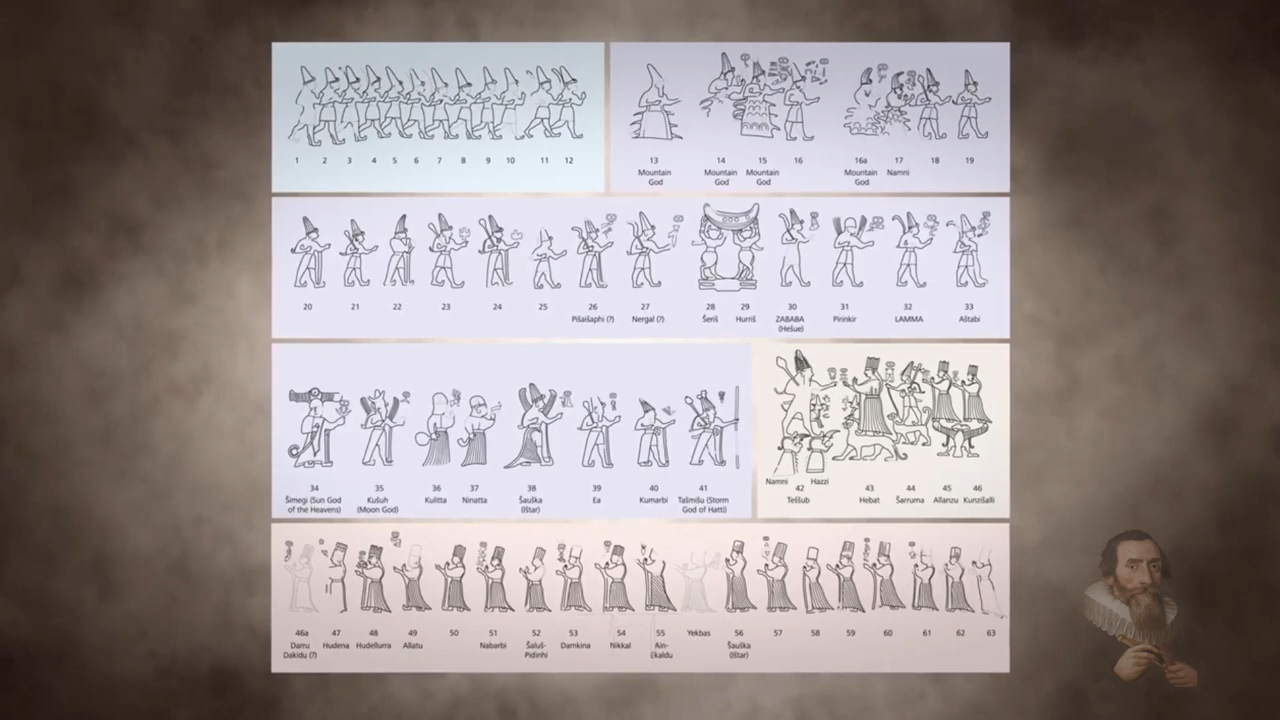 1 2 3 4 5 6 7 8 9 10 11 12
13 14 15 16 16a 17 18 19
Mountain God Mountain God Mountain God Mountain God Namni
20 21 22 23 24 25 26 27 28 29 30 31 32 33
Pišaišaphi (?) Nergal (?) Šeriš Hurriš ZABABA Pirinkir LAMMA Aštabi
(Hešue)
34 35 36 37 38 39 40 41
Šimegi (Sun God Kušuh Kulitta Ninatta Šauška Ea Kumarbi Tašmišu (Storm
of the Heavens) (Moon God) (Ištar) God of Hatti)
Namni Hazzi
42 43 44 45 46
Teššub Hebat Šarruma Allanzu Kunzišalli
46a 47 48 49 50 51 52 53 54 55 Yekbas 56 57 58 59 60 61 62 63
Darru Hudena Hudellurra Allatu Nabarbi Šaluš- Damkina Nikkal Aın- Šauška
Dakidu (?) Pidinhi čkaldu (Ištar)